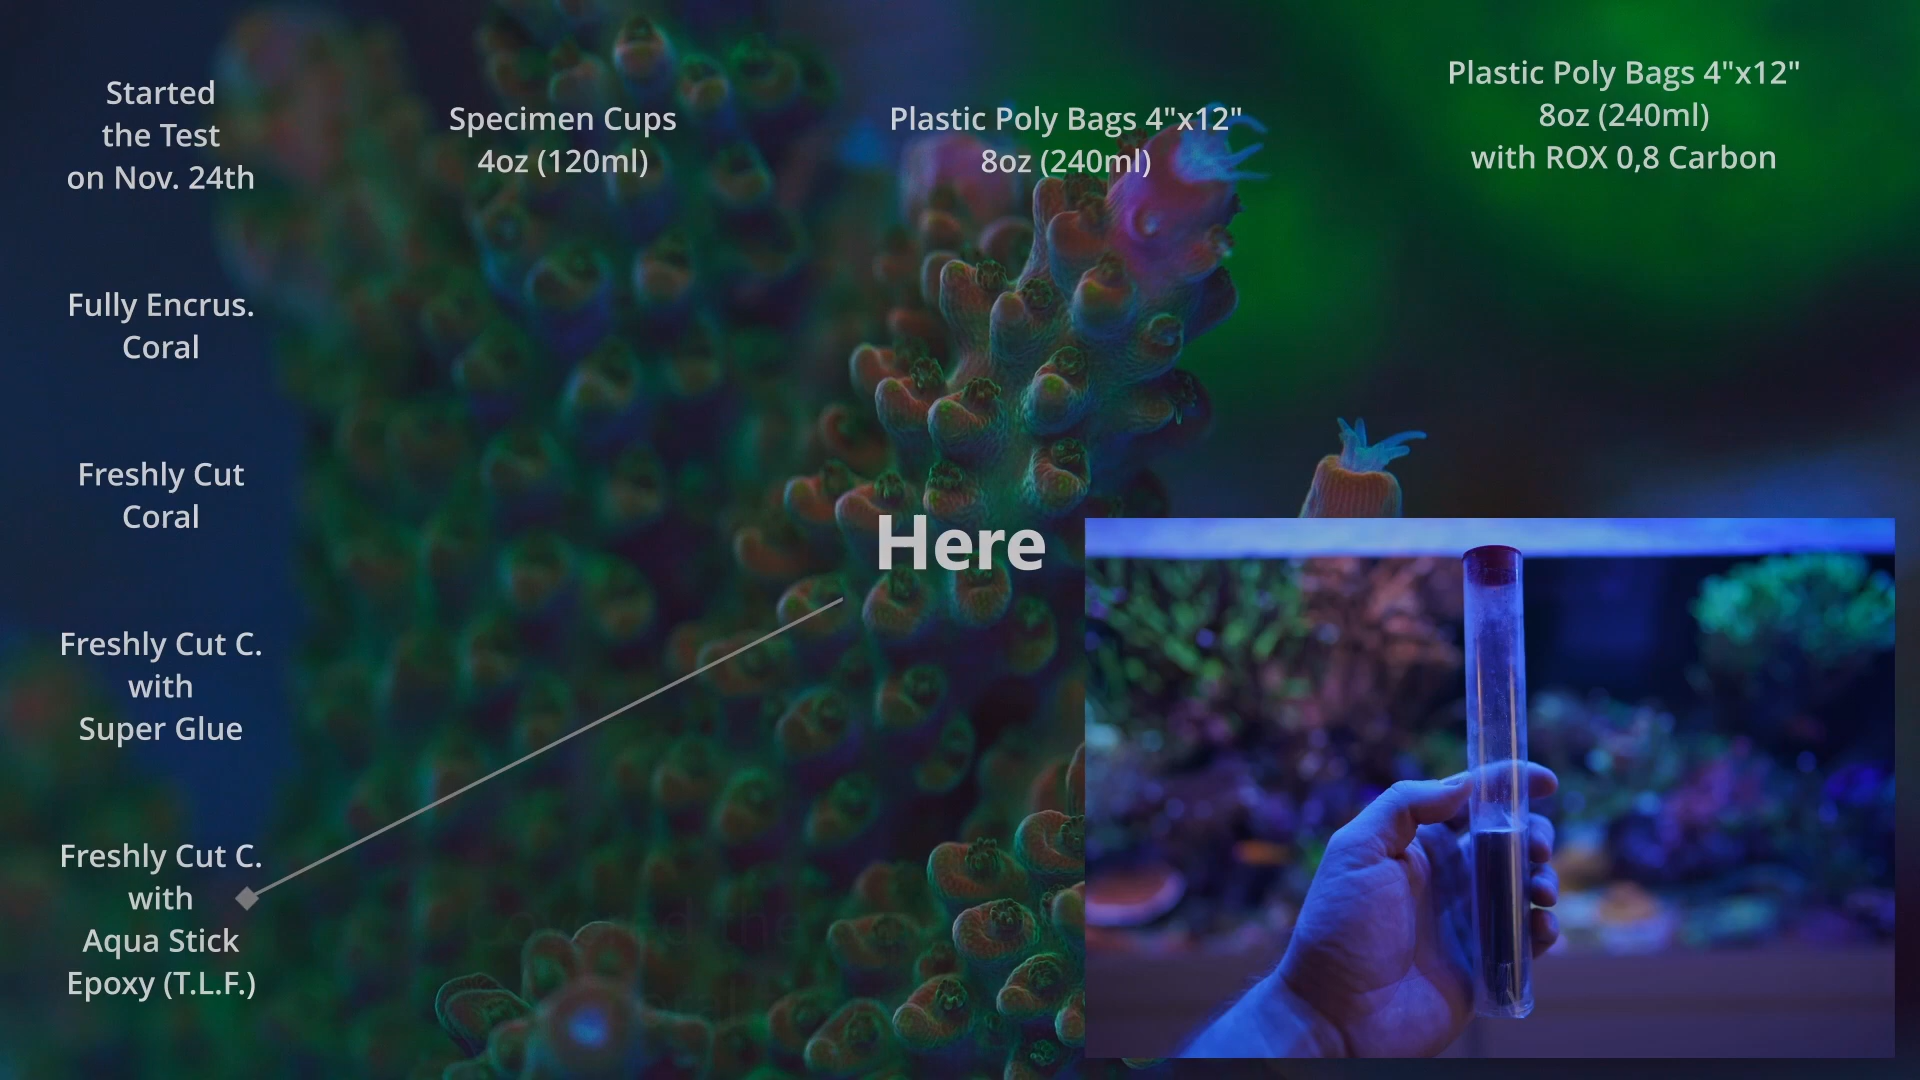 Started
the Test
on Nov. 24th
Specimen Cups
4oz (120ml)
Plastic Poly Bags 4"x12"
8oz (240ml)
Plastic Poly Bags 4"x12"
8oz (240ml)
with ROX 0,8 Carbon
Fully Encrus.
Coral
Freshly Cut
Coral
Here
Freshly Cut C.
with
Super Glue
Freshly Cut C.
with
Aqua Stick
Epoxy (T.L.F.)